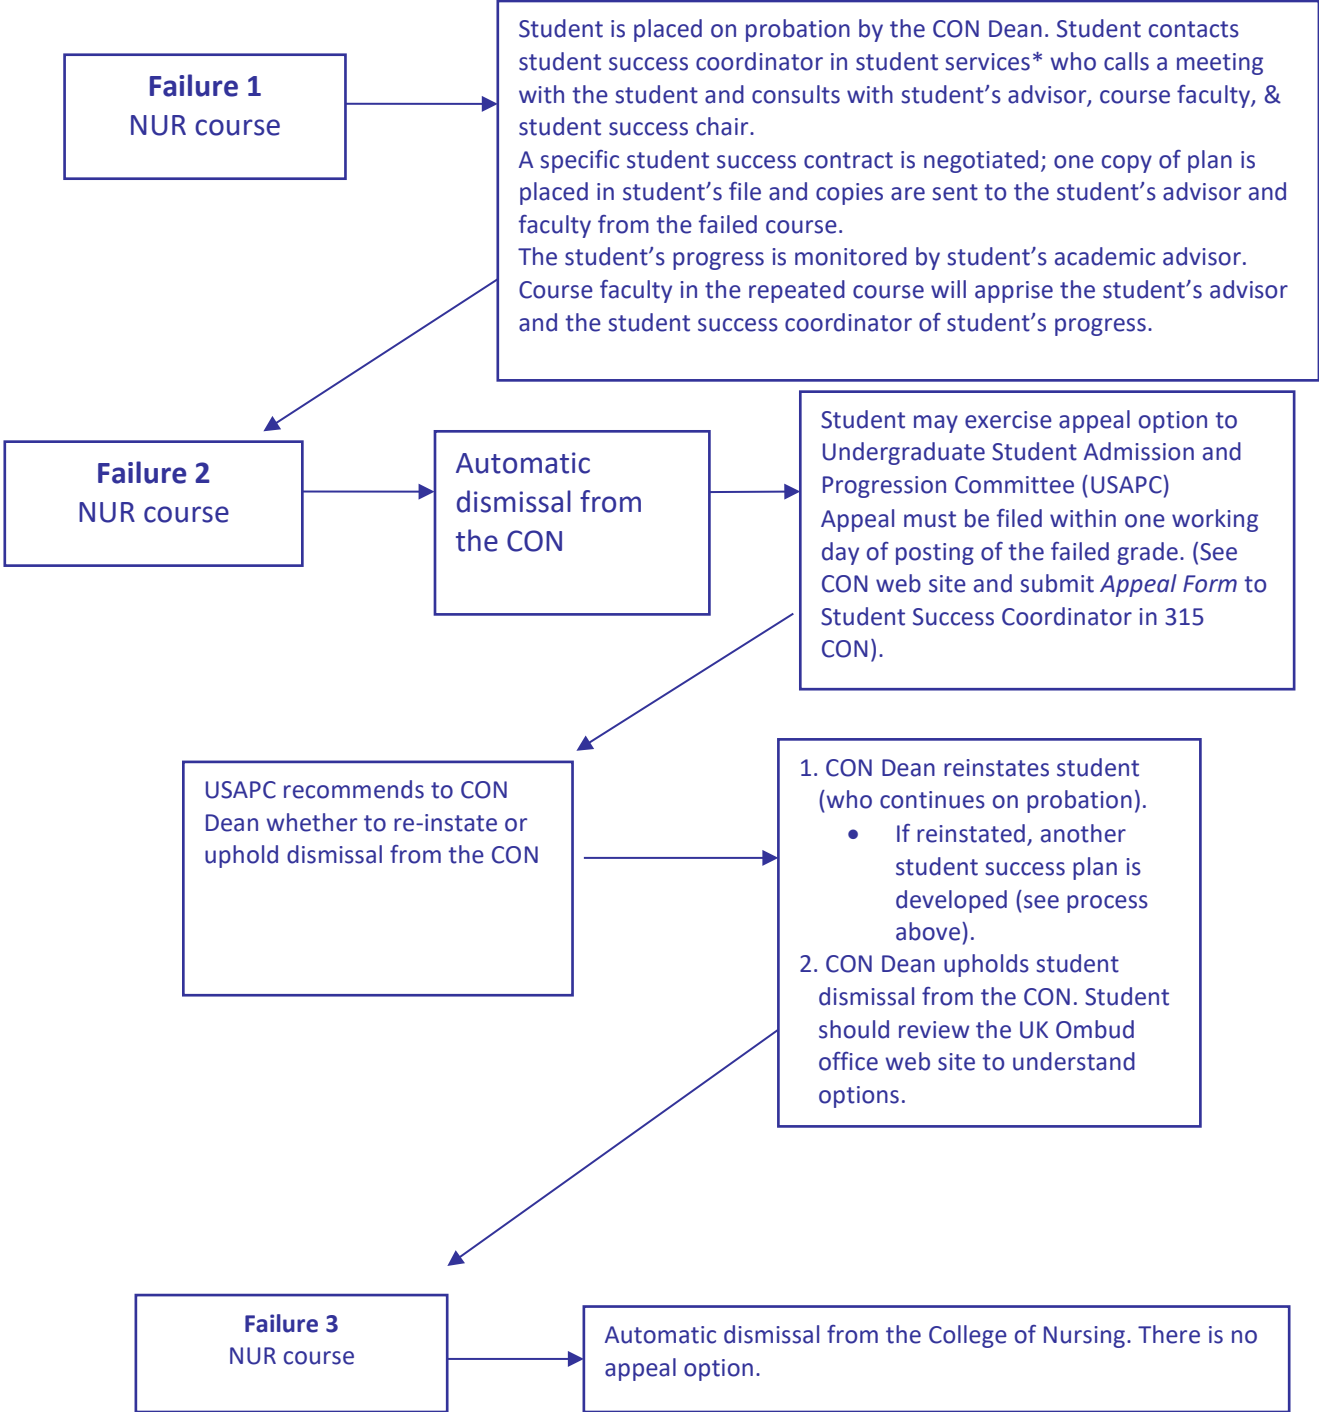 Failure 1
NUR course
Student is placed on probation by the CON Dean. Student contacts
student success coordinator in student services* who calls a meeting
with the student and consults with student’s advisor, course faculty, &
student success chair.
A specific student success contract is negotiated; one copy of plan is
placed in student’s file and copies are sent to the student’s advisor and
faculty from the failed course.
The student’s progress is monitored by student’s academic advisor.
Course faculty in the repeated course will apprise the student’s advisor
and the student success coordinator of student’s progress.
Failure 2
NUR course
Automatic
dismissal from
the CON
Student may exercise appeal option to
Undergraduate Student Admission and
Progression Committee (USAPC)
Appeal must be filed within one working
day of posting of the failed grade. (See
CON web site and submit Appeal Form to
Student Success Coordinator in 315
CON).
USAPC recommends to CON
Dean whether to re-instate or
uphold dismissal from the CON
1. CON Dean reinstates student
(who continues on probation).
• If reinstated, another
student success plan is
developed (see process
above).
2. CON Dean upholds student
dismissal from the CON. Student
should review the UK Ombud
office web site to understand
options.
Failure 3
NUR course
Automatic dismissal from the College of Nursing. There is no
appeal option.